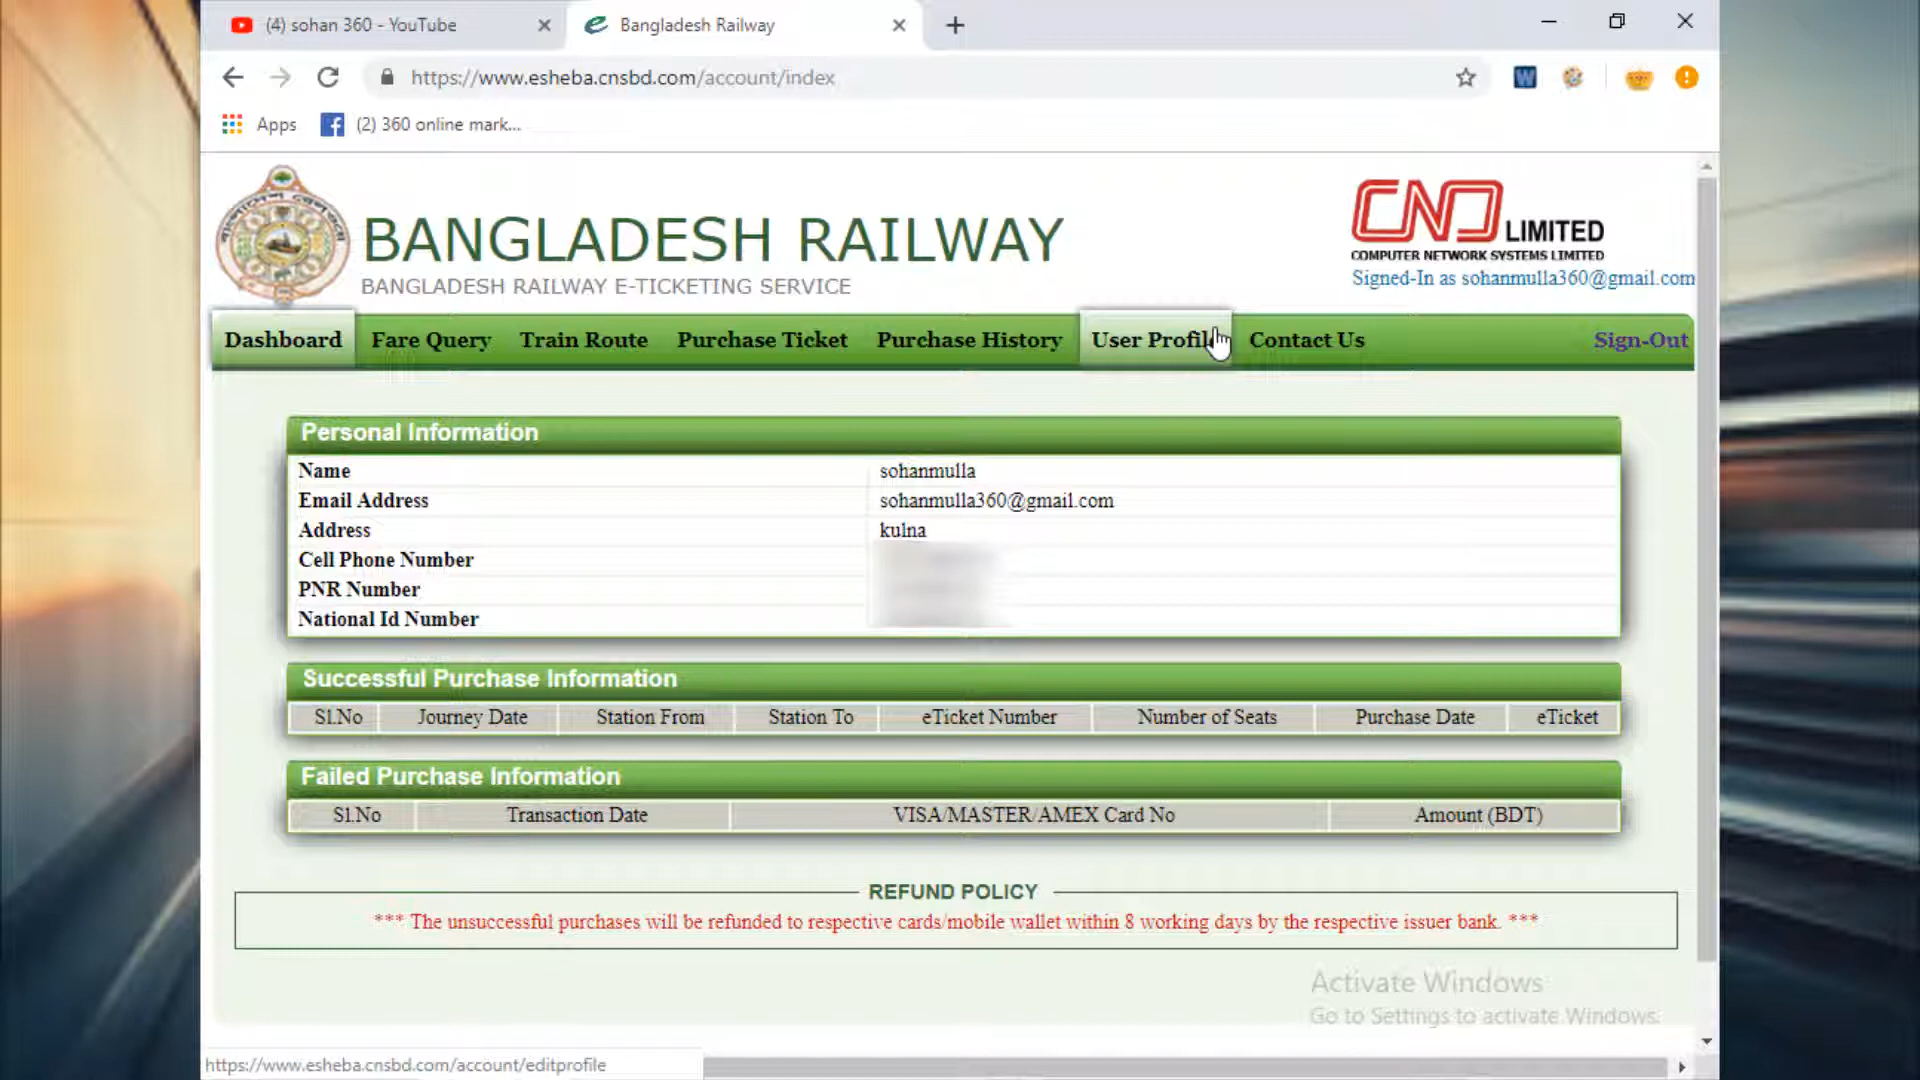 (4) sohan 360 - YouTube
Bangladesh Railway
https://www.esheba.cnsbd.com/account/index
Apps
(2) 360 online mark...
BANGLADESH RAILWAY
BANGLADESH RAILWAY E-TICKETING SERVICE
CNS LIMITED
COMPUTER NETWORK SYSTEMS LIMITED
Signed-In as sohanmulla360@gmail.com
Dashboard Fare Query Train Route Purchase Ticket Purchase History User Profile Contact Us Sign-Out
Personal Information
Name sohanmulla
Email Address sohanmulla360@gmail.com
Address kulna
Cell Phone Number
PNR Number
National Id Number
Successful Purchase Information
Sl.No Journey Date Station From Station To eTicket Number Number of Seats Purchase Date eTicket
Failed Purchase Information
Sl.No Transaction Date VISA/MASTER/AMEX Card No Amount (BDT)
REFUND POLICY
*** The unsuccessful purchases will be refunded to respective cards/mobile wallet within 8 working days by the respective issuer bank. ***
Activate Windows
Go to Settings to activate Windows.
https://www.esheba.cnsbd.com/account/editprofile